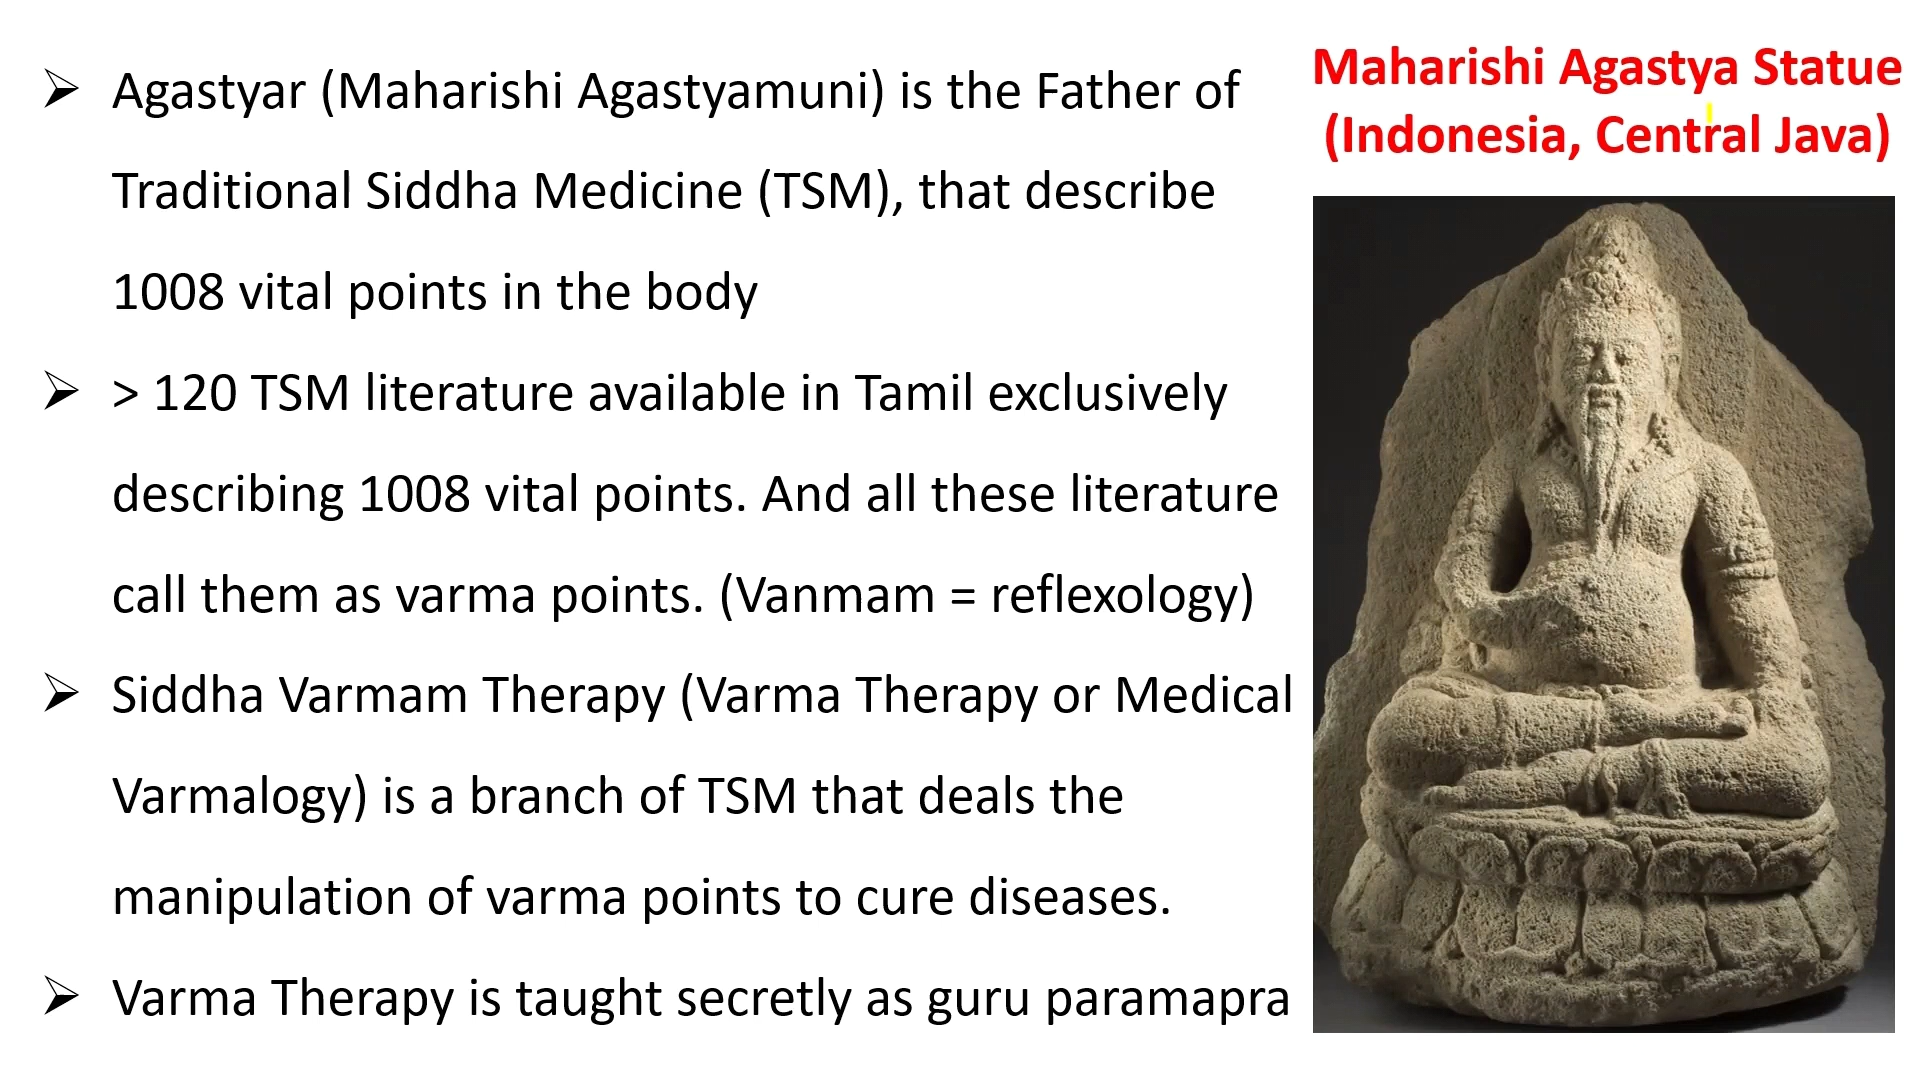 ➢ Agastyar (Maharishi Agastyamuni) is the Father of
Traditional Siddha Medicine (TSM), that describe
1008 vital points in the body
➢ > 120 TSM literature available in Tamil exclusively
describing 1008 vital points. And all these literature
call them as varma points. (Vanmam = reflexology)
➢ Siddha Varmam Therapy (Varma Therapy or Medical
Varmalogy) is a branch of TSM that deals the
manipulation of varma points to cure diseases.
➢ Varma Therapy is taught secretly as guru paramapra
Maharishi Agastya Statue
(Indonesia, Central Java)